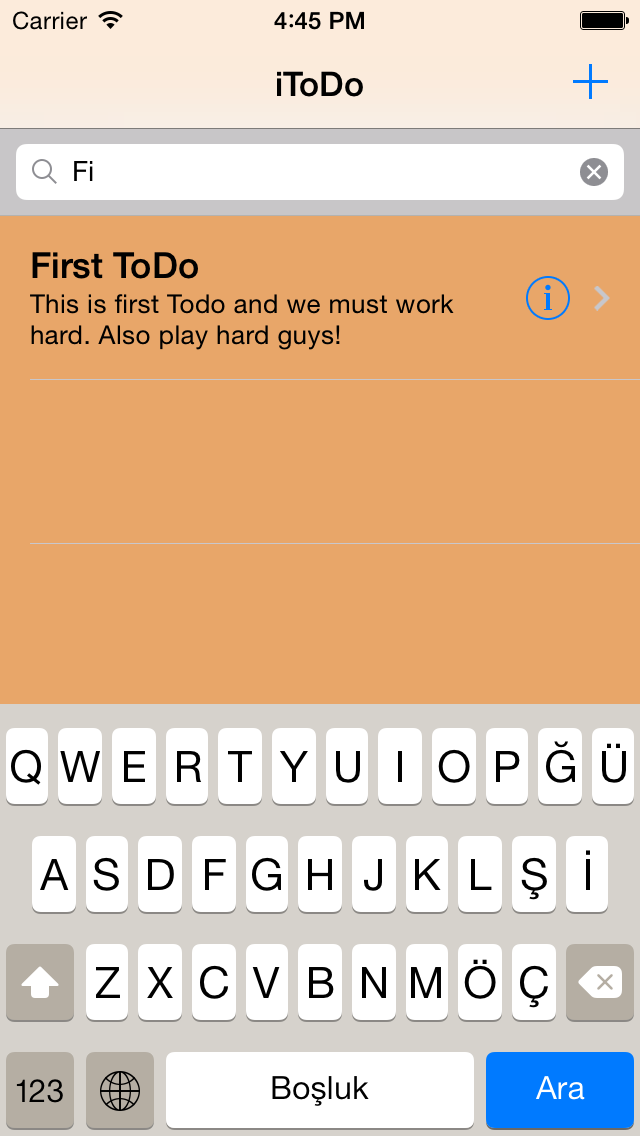 Carrier 4:45 PM
iToDo
Fi
First ToDo
This is first Todo and we must work
hard. Also play hard guys!
Q W E R T Y U I O P Ğ Ü
A S D F G H J K L Ş İ
Z X C V B N M Ö Ç
123 Boşluk Ara